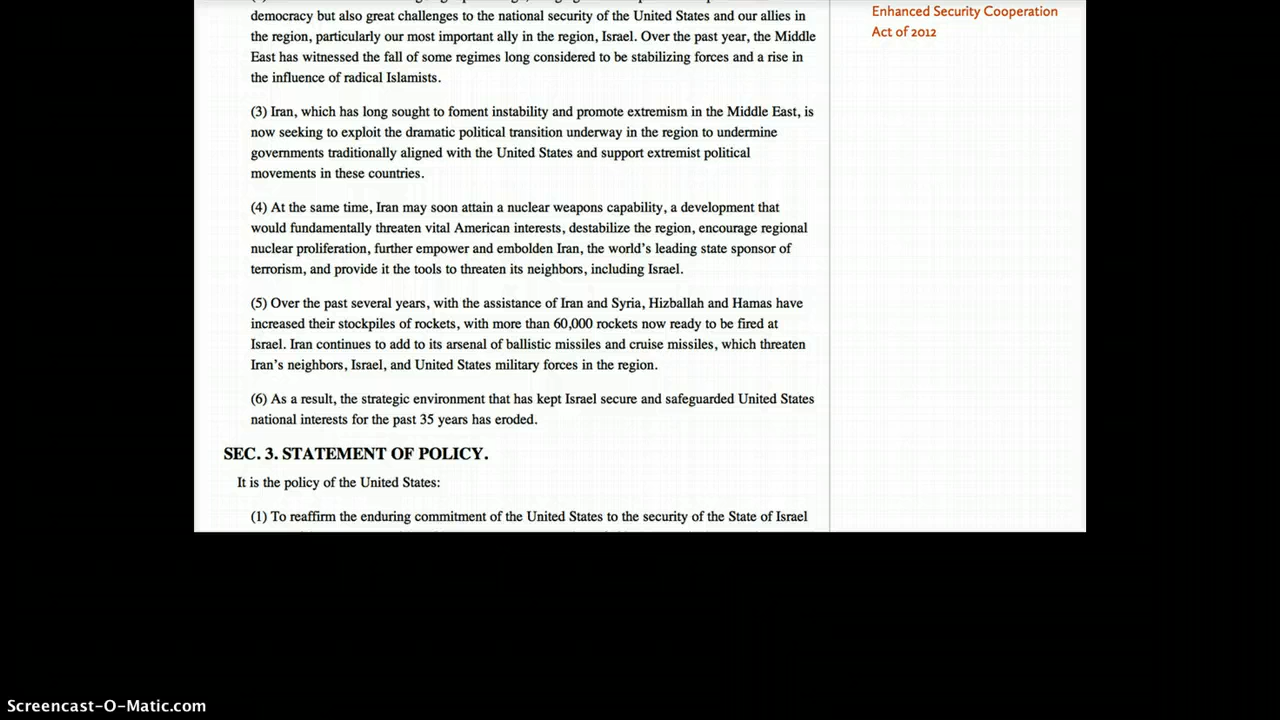 democracy but also great challenges to the national security of the United States and our allies in
the region, particularly our most important ally in the region, Israel. Over the past year, the Middle
East has witnessed the fall of some regimes long considered to be stabilizing forces and a rise in
the influence of radical Islamists.
(3) Iran, which has long sought to foment instability and promote extremism in the Middle East, is
now seeking to exploit the dramatic political transition underway in the region to undermine
governments traditionally aligned with the United States and support extremist political
movements in these countries.
(4) At the same time, Iran may soon attain a nuclear weapons capability, a development that
would fundamentally threaten vital American interests, destabilize the region, encourage regional
nuclear proliferation, further empower and embolden Iran, the world's leading state sponsor of
terrorism, and provide it the tools to threaten its neighbors, including Israel.
(5) Over the past several years, with the assistance of Iran and Syria, Hizballah and Hamas have
increased their stockpiles of rockets, with more than 60,000 rockets now ready to be fired at
Israel. Iran continues to add to its arsenal of ballistic missiles and cruise missiles, which threaten
Iran's neighbors, Israel, and United States military forces in the region.
(6) As a result, the strategic environment that has kept Israel secure and safeguarded United States
national interests for the past 35 years has eroded.
SEC. 3. STATEMENT OF POLICY.
It is the policy of the United States:
(1) To reaffirm the enduring commitment of the United States to the security of the State of Israel
Enhanced Security Cooperation
Act of 2012
Screencast-O-Matic.com